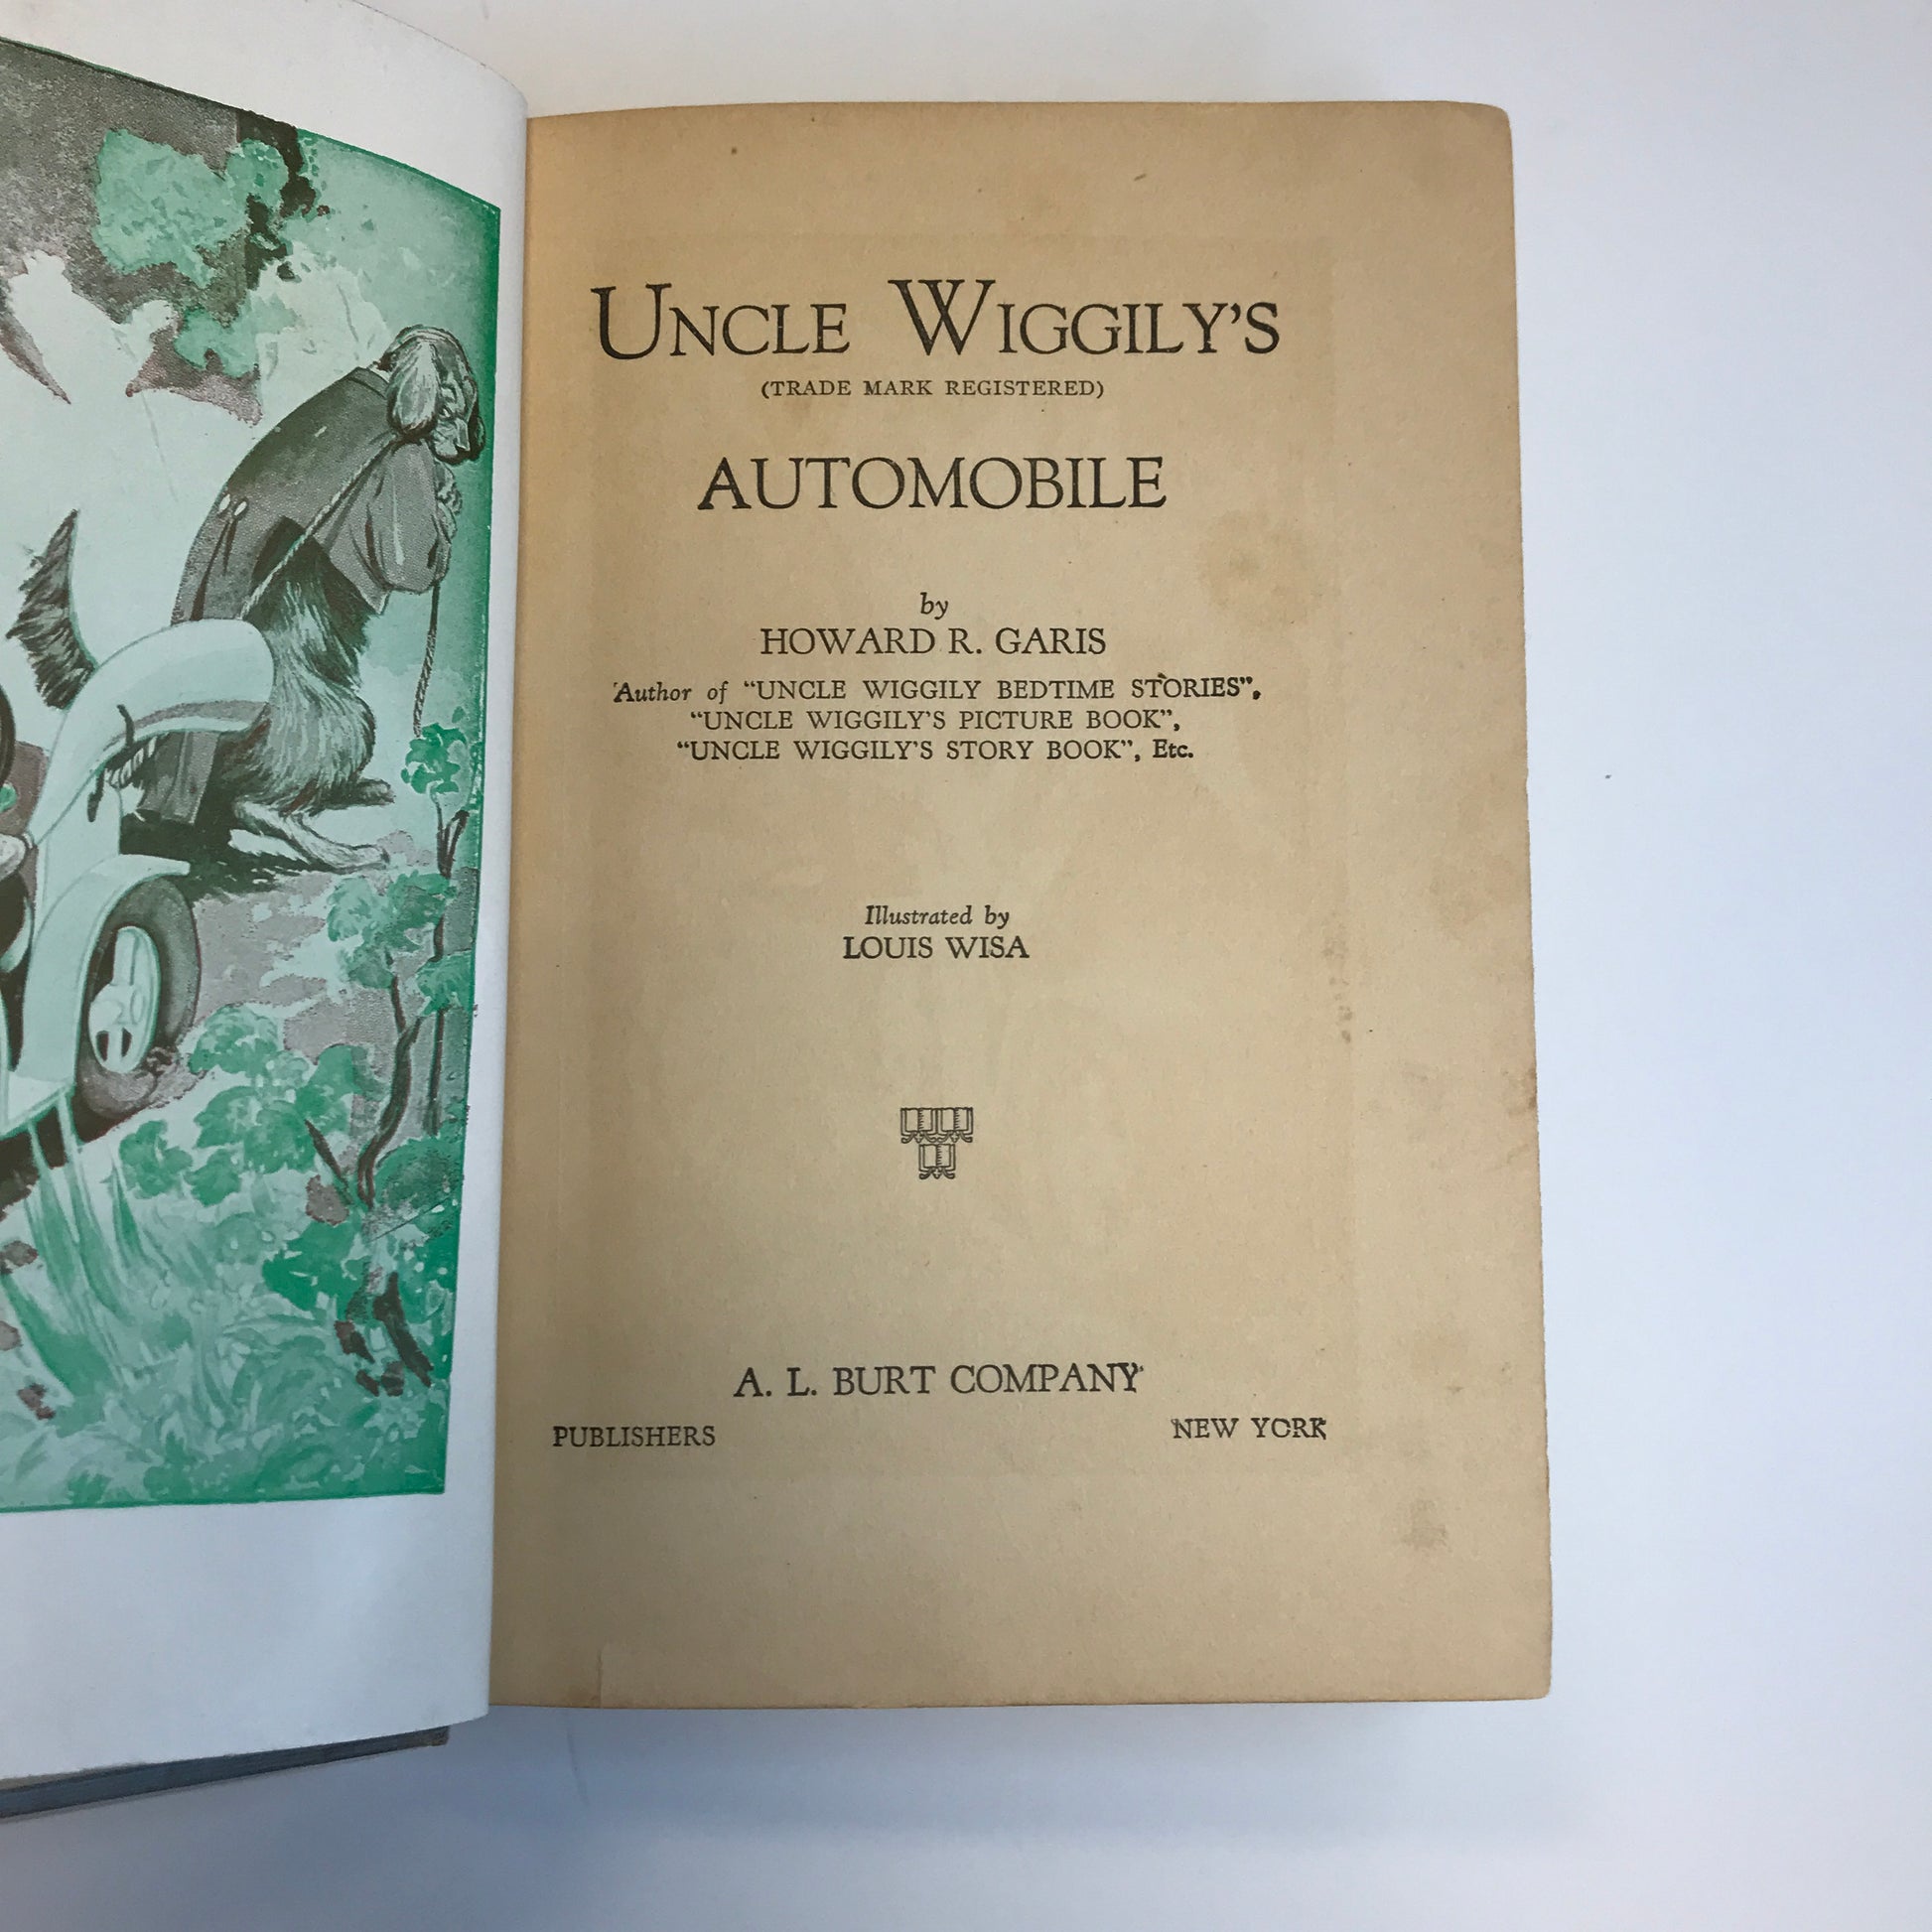 UNCLE WIGGILY'S
(TRADE MARK REGISTERED)
AUTOMOBILE
by
HOWARD R. GARIS
Author of "UNCLE WIGGILY BEDTIME STORIES",
"UNCLE WIGGILY'S PICTURE BOOK",
"UNCLE WIGGILY'S STORY BOOK", Etc.
Illustrated by
LOUIS WISA
A. L. BURT COMPANY
PUBLISHERS NEW YORK